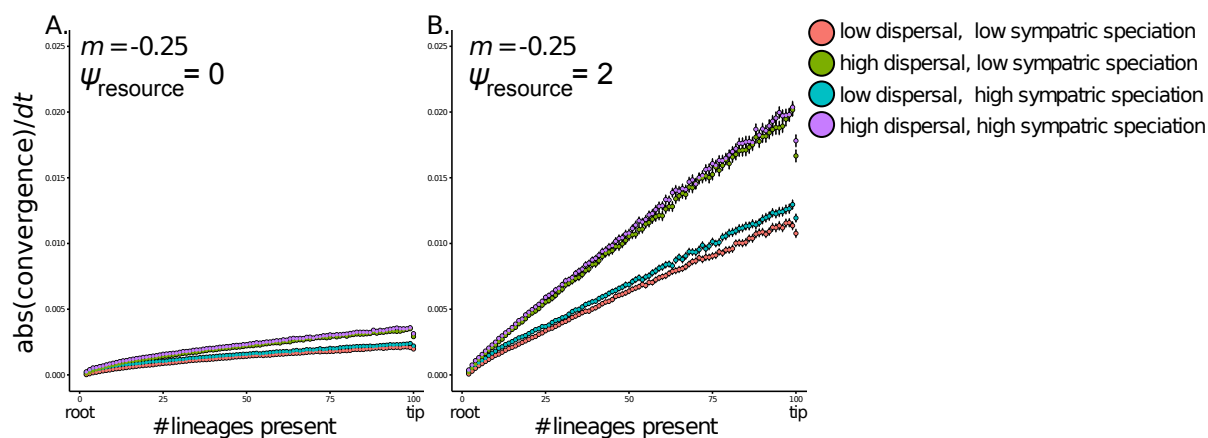 A.
m = -0.25
ψresource = 0
B.
m = -0.25
ψresource = 2
low dispersal, low sympatric speciation
high dispersal, low sympatric speciation
low dispersal, high sympatric speciation
high dispersal, high sympatric speciation
abs(convergence)/dt
0.025
0.020
0.015
0.010
0.005
0.000
0.025
0.020
0.015
0.010
0.005
0.000
0 25 50 75 100
root tip
#lineages present
0 25 50 75 100
root tip
#lineages present